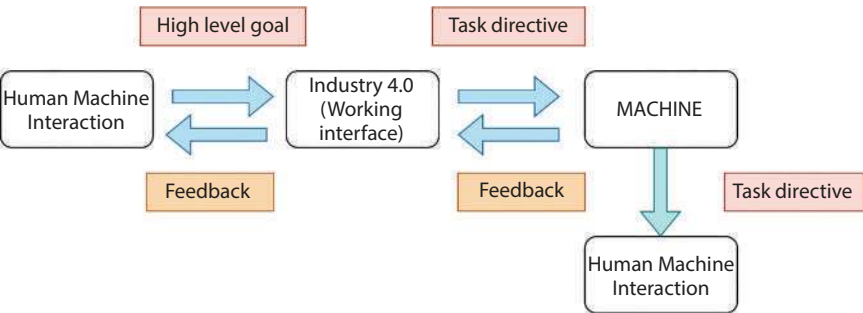 High level goal
Task directive
Human Machine
Interaction
Industry 4.0
(Working
interface)
MACHINE
Feedback
Feedback
Task directive
Human Machine
Interaction